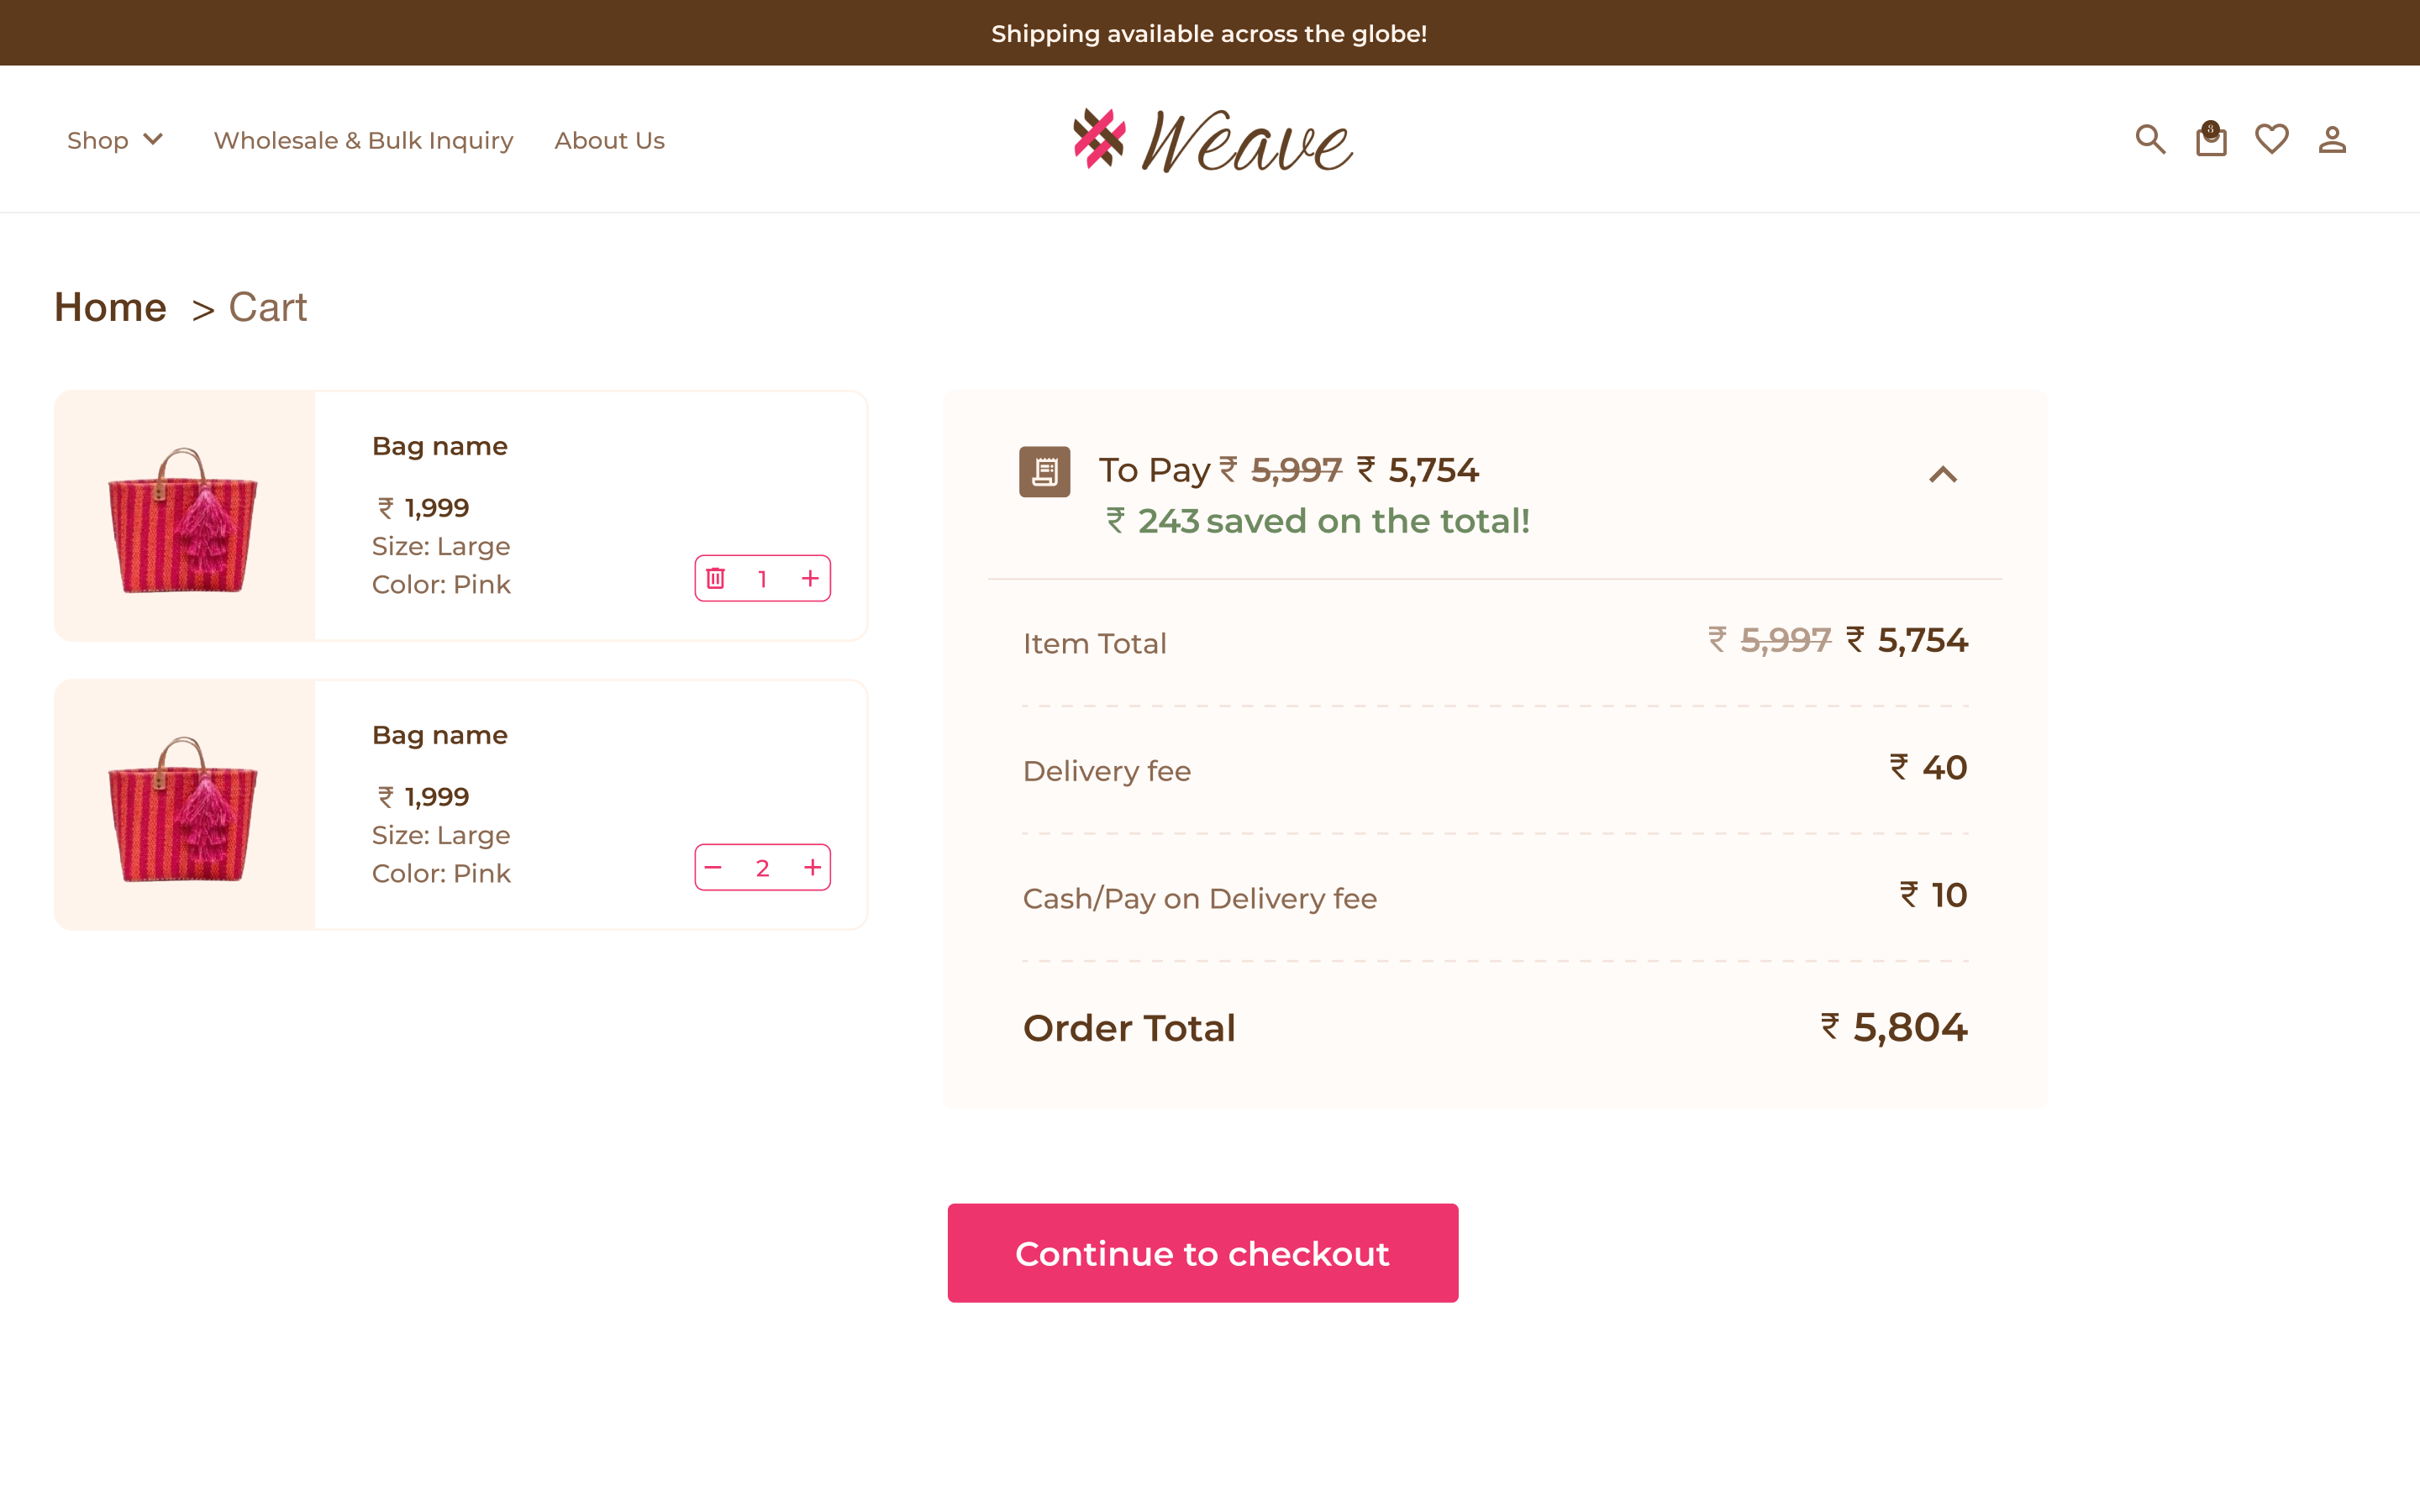 Shipping available across the globe!
Shop
Wholesale & Bulk Inquiry
About Us
Weave
3
Home > Cart
Bag name
₹ 1,999
Size: Large
Color: Pink
1 +
Bag name
₹ 1,999
Size: Large
Color: Pink
− 2 +
To Pay ₹ 5,997 ₹ 5,754
₹ 243 saved on the total!
Item Total ₹ 5,997 ₹ 5,754
Delivery fee ₹ 40
Cash/Pay on Delivery fee ₹ 10
Order Total ₹ 5,804
Continue to checkout